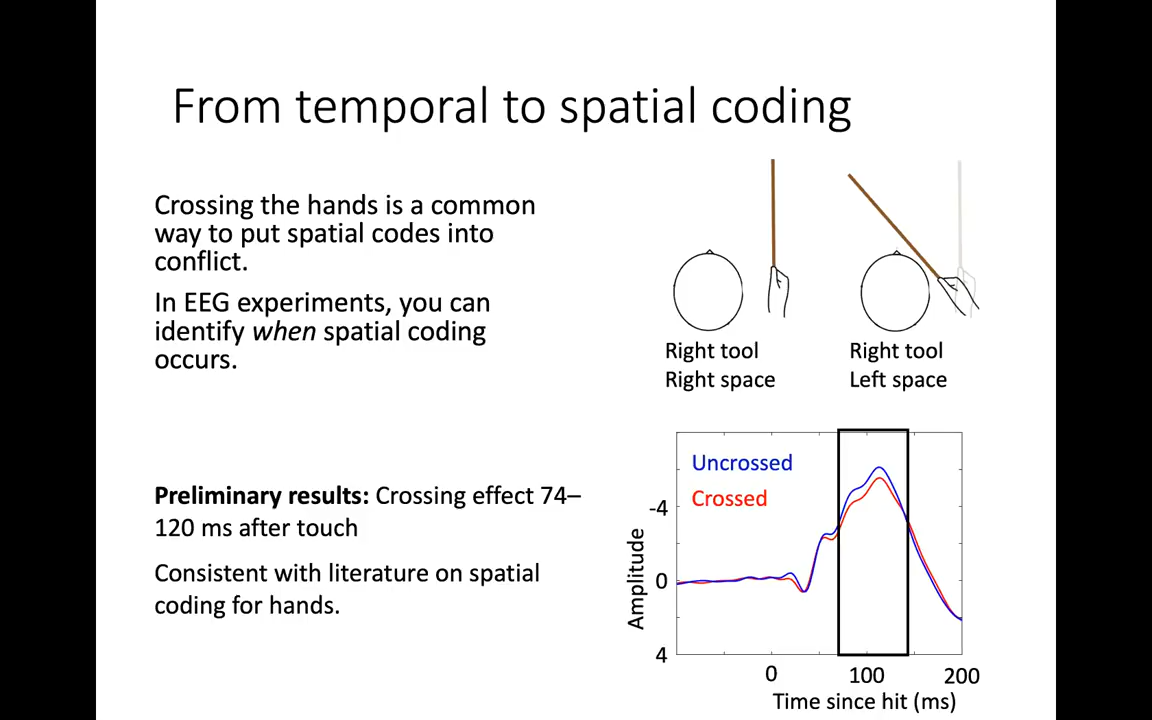 From temporal to spatial coding
Crossing the hands is a common
way to put spatial codes into
conflict.
In EEG experiments, you can
identify when spatial coding
occurs.
Right tool
Right space
Right tool
Left space
Preliminary results: Crossing effect 74–
120 ms after touch
Consistent with literature on spatial
coding for hands.
Uncrossed
Crossed
Amplitude
-4
0
4
0
100
200
Time since hit (ms)